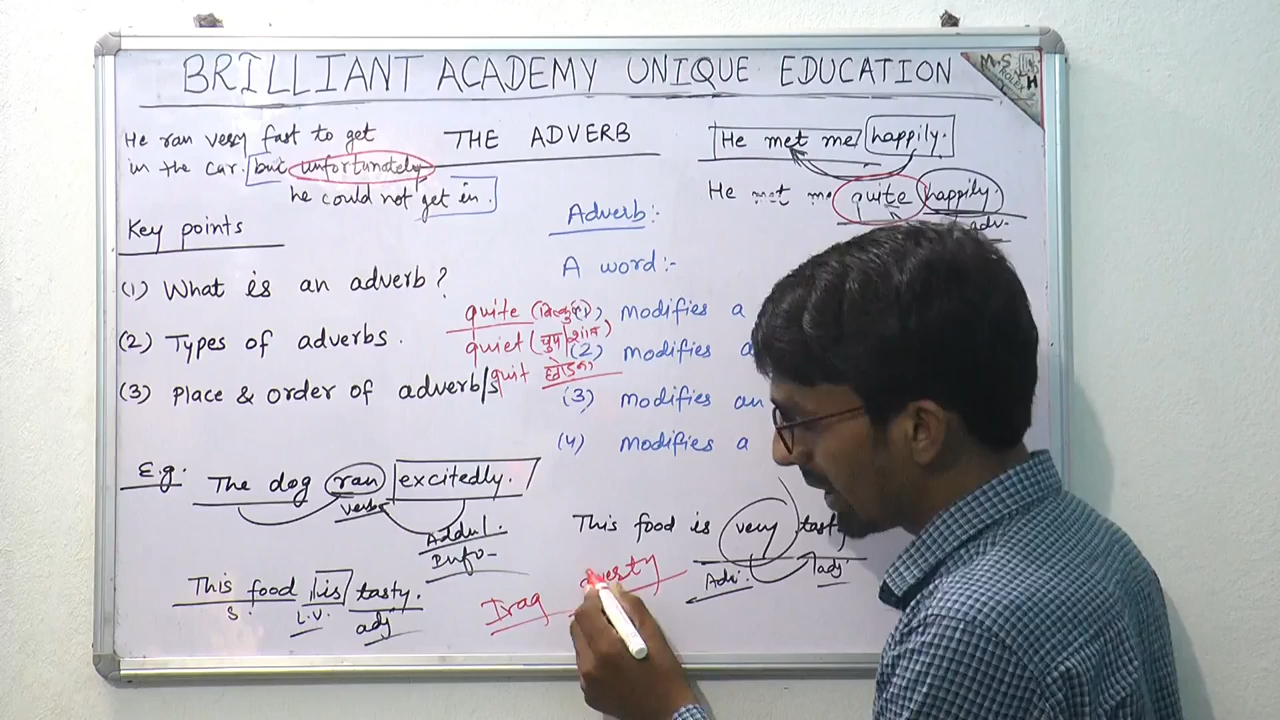 BRILLIANT ACADEMY UNIQUE EDUCATION
M.S
He ran very fast to get
in the car. but unfortunately
he could not get in.
THE ADVERB
He met me happily.
He met me quite happily.
adv.
Key points
(1) What is an adverb?
(2) Types of adverbs.
(3) Place & order of adverb/s
Adverb:-
A word:-
quite (बिल्कुल), modifies a
quiet (चुप/शांत)
(2) modifies a
quit छोड़ना
(3) modifies an
(4) modifies a
E.g. The dog ran excitedly.
verb
Addnl.
Info-
This food is tasty.
S. L.V. adj
This food is very tasty
Adv. adj
Iraq